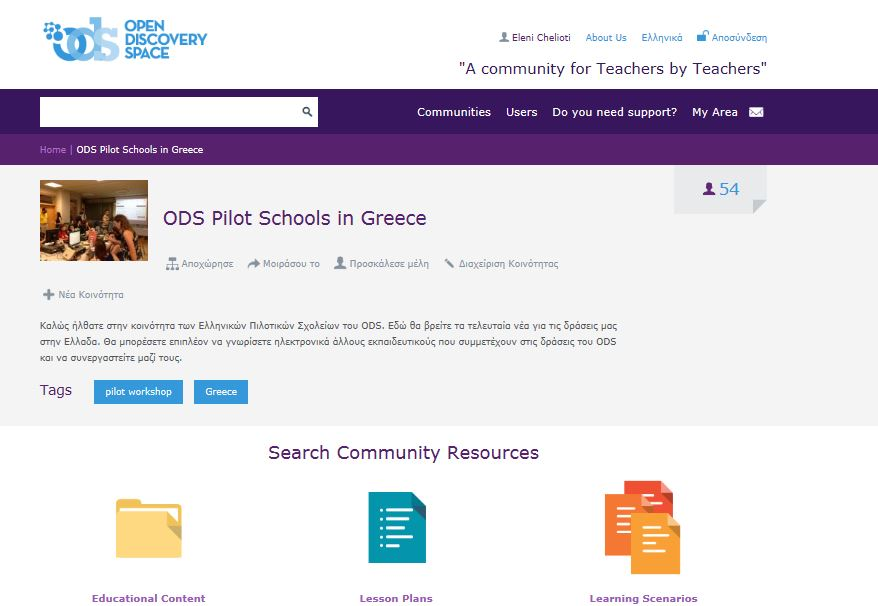 OPEN
DISCOVERY
SPACE
ods
Eleni Chelioti About Us Ελληνικά Αποσύνδεση
"A community for Teachers by Teachers"
Communities Users Do you need support? My Area
Home | ODS Pilot Schools in Greece
54
ODS Pilot Schools in Greece
Αποχώρησε Μοιράσου το Προσκάλεσε μέλη Διαχείριση Κοινότητας
Νέα Κοινότητα
Καλώς ήλθατε στην κοινότητα των Ελληνικών Πιλοτικών Σχολείων του ODS. Εδώ θα βρείτε τα τελευταία νέα για τις δράσεις μας
στην Ελλαδα. Θα μπορέσετε επιπλέον να γνωρίσετε ηλεκτρονικά άλλους εκπαιδευτικούς που συμμετέχουν στις δράσεις του ODS
και να συνεργαστείτε μαζί τους.
Tags pilot workshop Greece
Search Community Resources
Educational Content Lesson Plans Learning Scenarios